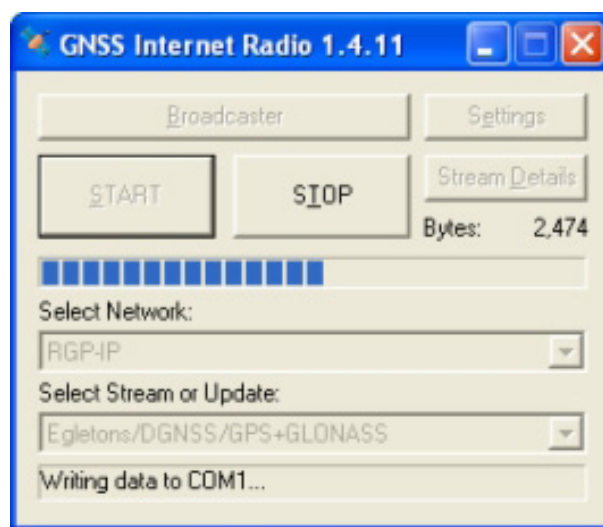 GNSS Internet Radio 1.4.11
Broadcaster
Settings
START
STOP
Stream Details
Bytes: 2,474
Select Network:
RGP-IP
Select Stream or Update:
Egletons/DGNSS/GPS+GLONASS
Writing data to COM1...